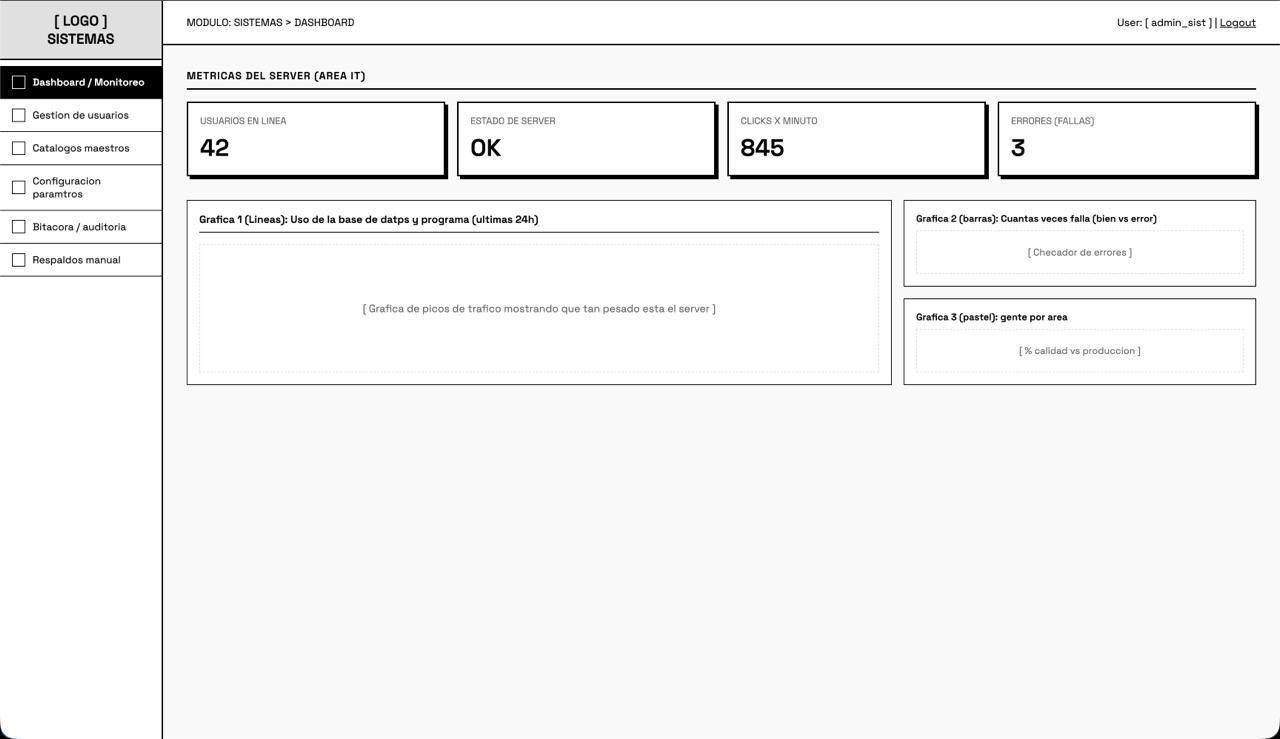 [ LOGO ]
SISTEMAS
MODULO: SISTEMAS > DASHBOARD
User: [ admin_sist ] | Logout
Dashboard / Monitoreo
Gestion de usuarios
Catalogos maestros
Configuracion
paramtros
Bitacora / auditoria
Respaldos manual
METRICAS DEL SERVER (AREA IT)
USUARIOS EN LINEA
42
ESTADO DE SERVER
OK
CLICKS X MINUTO
845
ERRORES (FALLAS)
3
Grafica 1 (Lineas): Uso de la base de datps y programa (ultimas 24h)
[ Grafica de picos de trafico mostrando que tan pesado esta el server ]
Grafica 2 (barras): Cuantas veces falla (bien vs error)
[ Checador de errores ]
Grafica 3 (pastel): gente por area
[ % calidad vs produccion ]